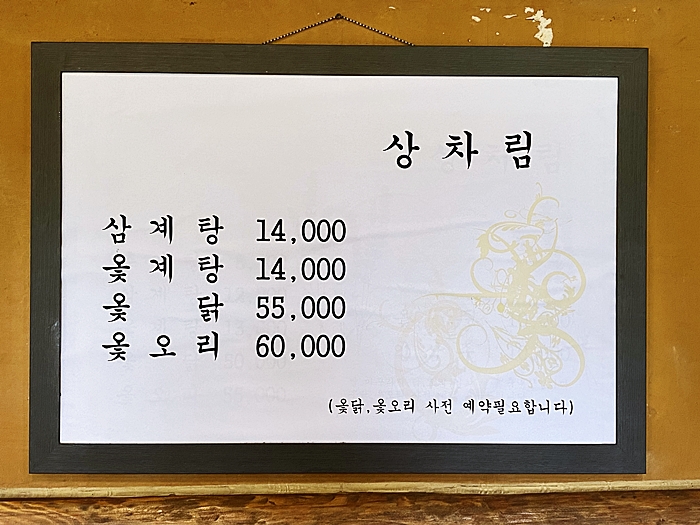 상차림
삼계탕 14,000
옻계탕 14,000
옻닭 55,000
옻오리 60,000
(옻닭,옻오리 사전 예약필요합니다)